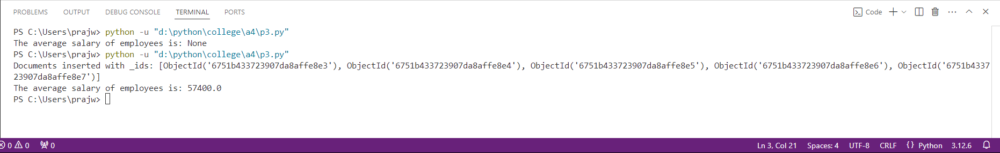 PROBLEMS OUTPUT DEBUG CONSOLE TERMINAL PORTS Code
PS C:\Users\prajw> python -u "d:\python\college\a4\p3.py"
The average salary of employees is: None
PS C:\Users\prajw> python -u "d:\python\college\a4\p3.py"
Documents inserted with _ids: [ObjectId('6751b433723907da8affe8e3'), ObjectId('6751b433723907da8affe8e4'), ObjectId('6751b433723907da8affe8e5'), ObjectId('6751b433723907da8affe8e6'), ObjectId('6751b4337
23907da8affe8e7')]
The average salary of employees is: 57400.0
PS C:\Users\prajw>
0 0 0 Ln 3, Col 21 Spaces: 4 UTF-8 CRLF {} Python 3.12.6